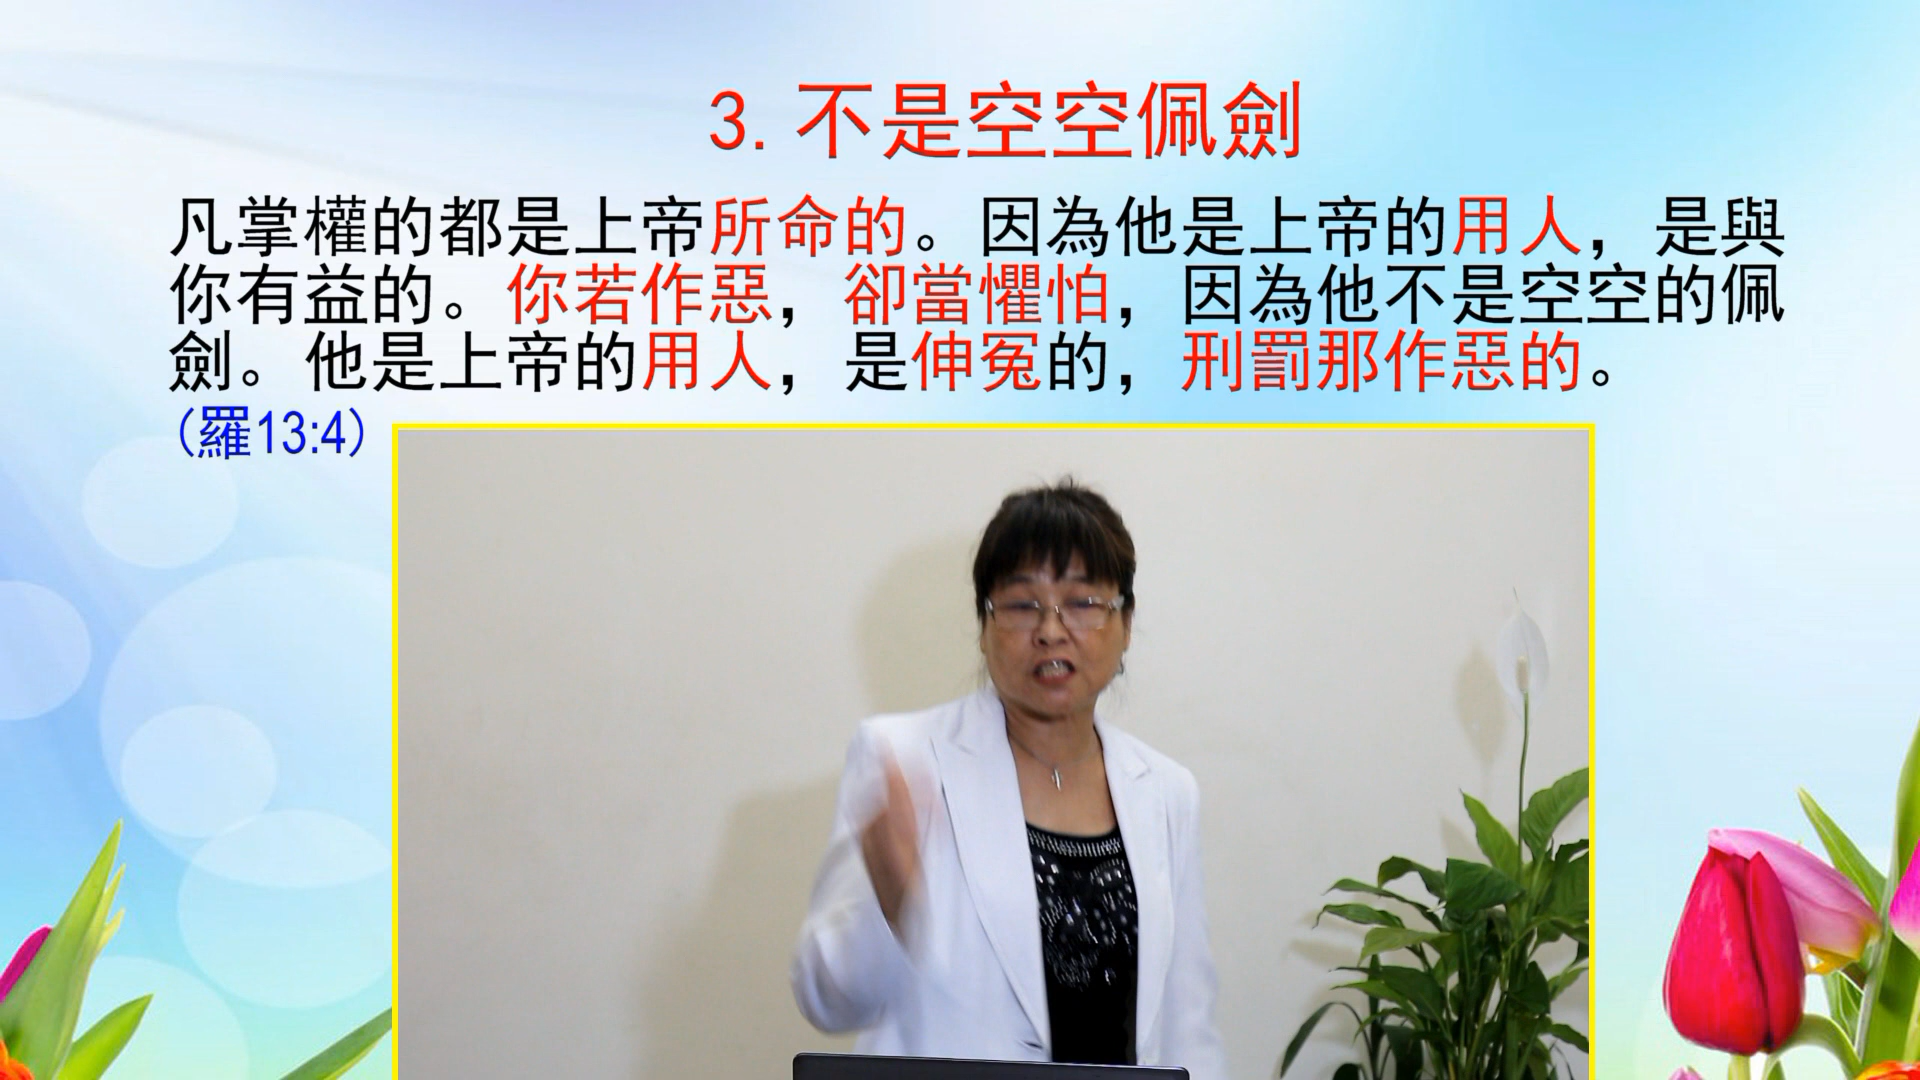 3. 不是空空佩劍
凡掌權的都是上帝所命的。因為他是上帝的用人，是與
你有益的。你若作惡，卻當懼怕，因為他不是空空的佩
劍。他是上帝的用人，是伸冤的，刑罰那作惡的。
(羅13:4)